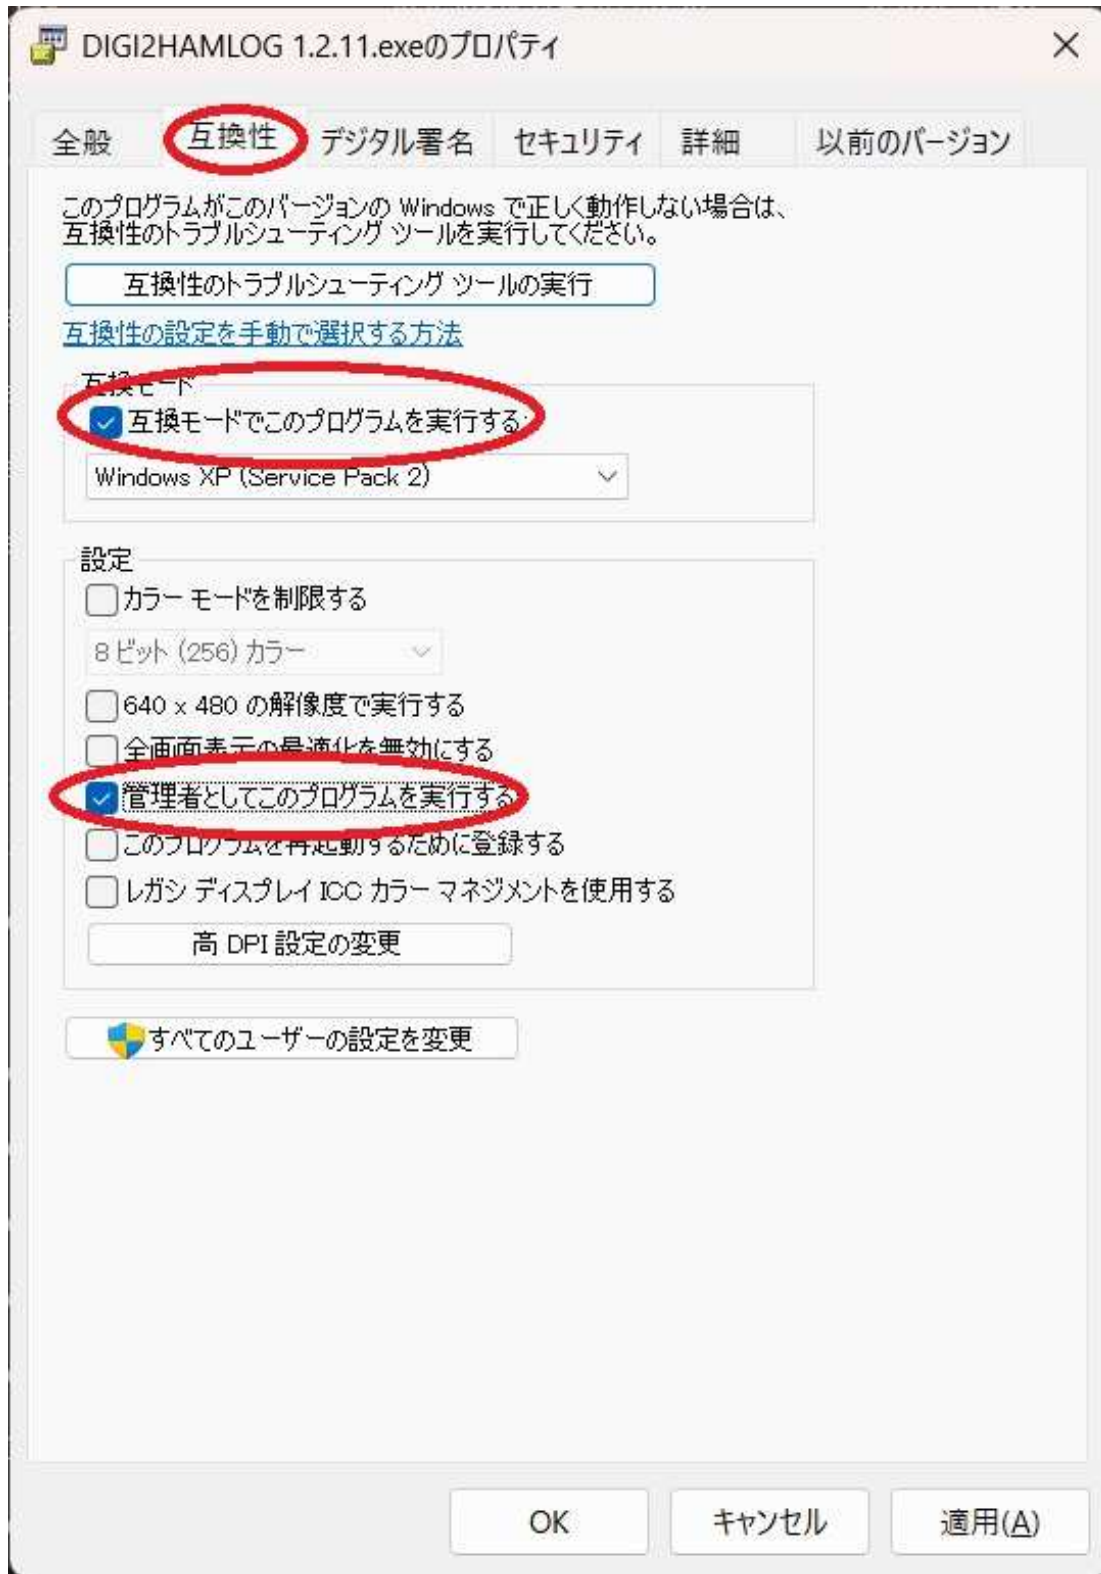 DIGI2HAMLOG 1.2.11.exeのプロパティ
全般 互換性 デジタル署名 セキュリティ 詳細 以前のバージョン
このプログラムがこのバージョンの Windows で正しく動作しない場合は、
互換性のトラブルシューティング ツールを実行してください。
互換性のトラブルシューティング ツールの実行
互換性の設定を手動で選択する方法
互換モード
互換モードでこのプログラムを実行する:
Windows XP (Service Pack 2)
設定
カラー モードを制限する
8 ビット (256) カラー
640 x 480 の解像度で実行する
全画面表示の最適化を無効にする
管理者としてこのプログラムを実行する
このプログラムを再起動するために登録する
レガシ ディスプレイ ICC カラー マネジメントを使用する
高 DPI 設定の変更
すべてのユーザーの設定を変更
OK キャンセル 適用(A)